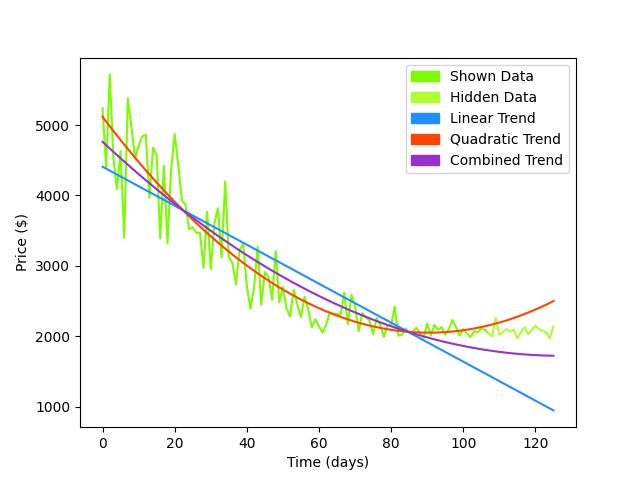 Shown Data
Hidden Data
Linear Trend
Quadratic Trend
Combined Trend
Price ($)
5000
4000
3000
2000
1000
0 20 40 60 80 100 120
Time (days)